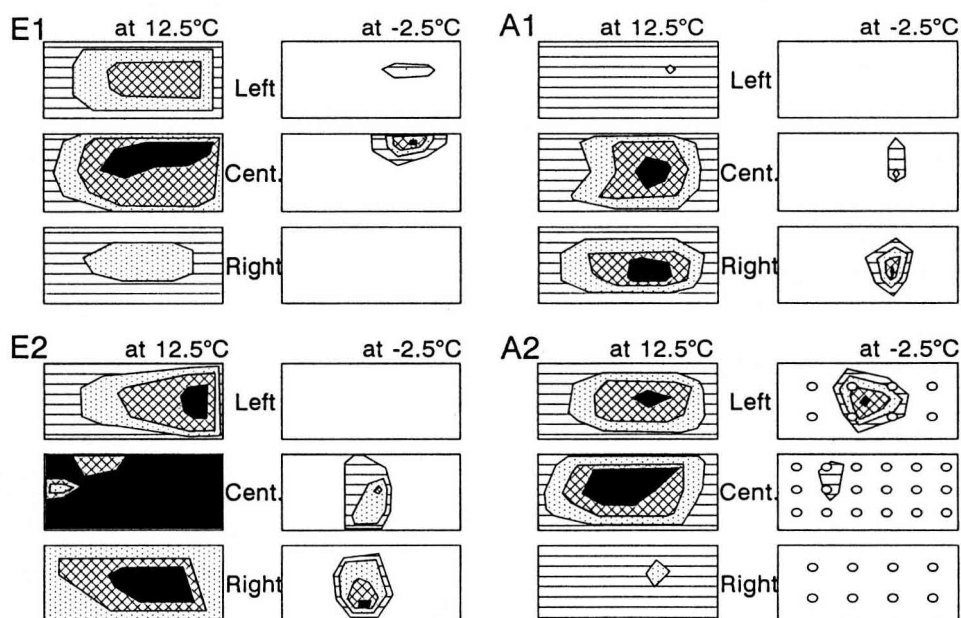 E1 at 12.5°C at -2.5°C A1 at 12.5°C at -2.5°C
Left Left
Cent. Cent.
Right Right
E2 at 12.5°C at -2.5°C A2 at 12.5°C at -2.5°C
Left Left
Cent. Cent.
Right Right